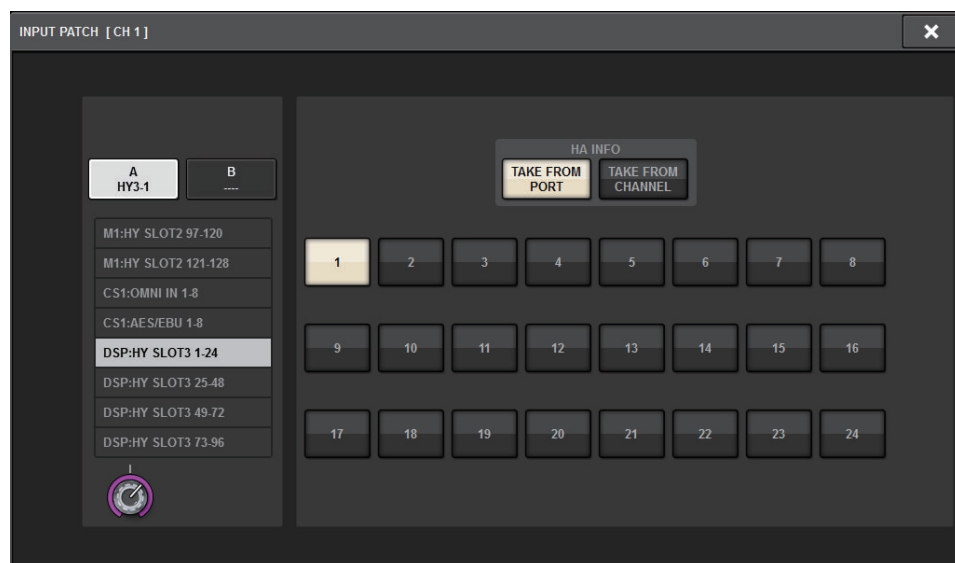 INPUT PATCH [ CH 1 ]
A
HY3-1
B
----
M1:HY SLOT2 97-120
M1:HY SLOT2 121-128
CS1:OMNI IN 1-8
CS1:AES/EBU 1-8
DSP:HY SLOT3 1-24
DSP:HY SLOT3 25-48
DSP:HY SLOT3 49-72
DSP:HY SLOT3 73-96
HA INFO
TAKE FROM
PORT
TAKE FROM
CHANNEL
1 2 3 4 5 6 7 8
9 10 11 12 13 14 15 16
17 18 19 20 21 22 23 24